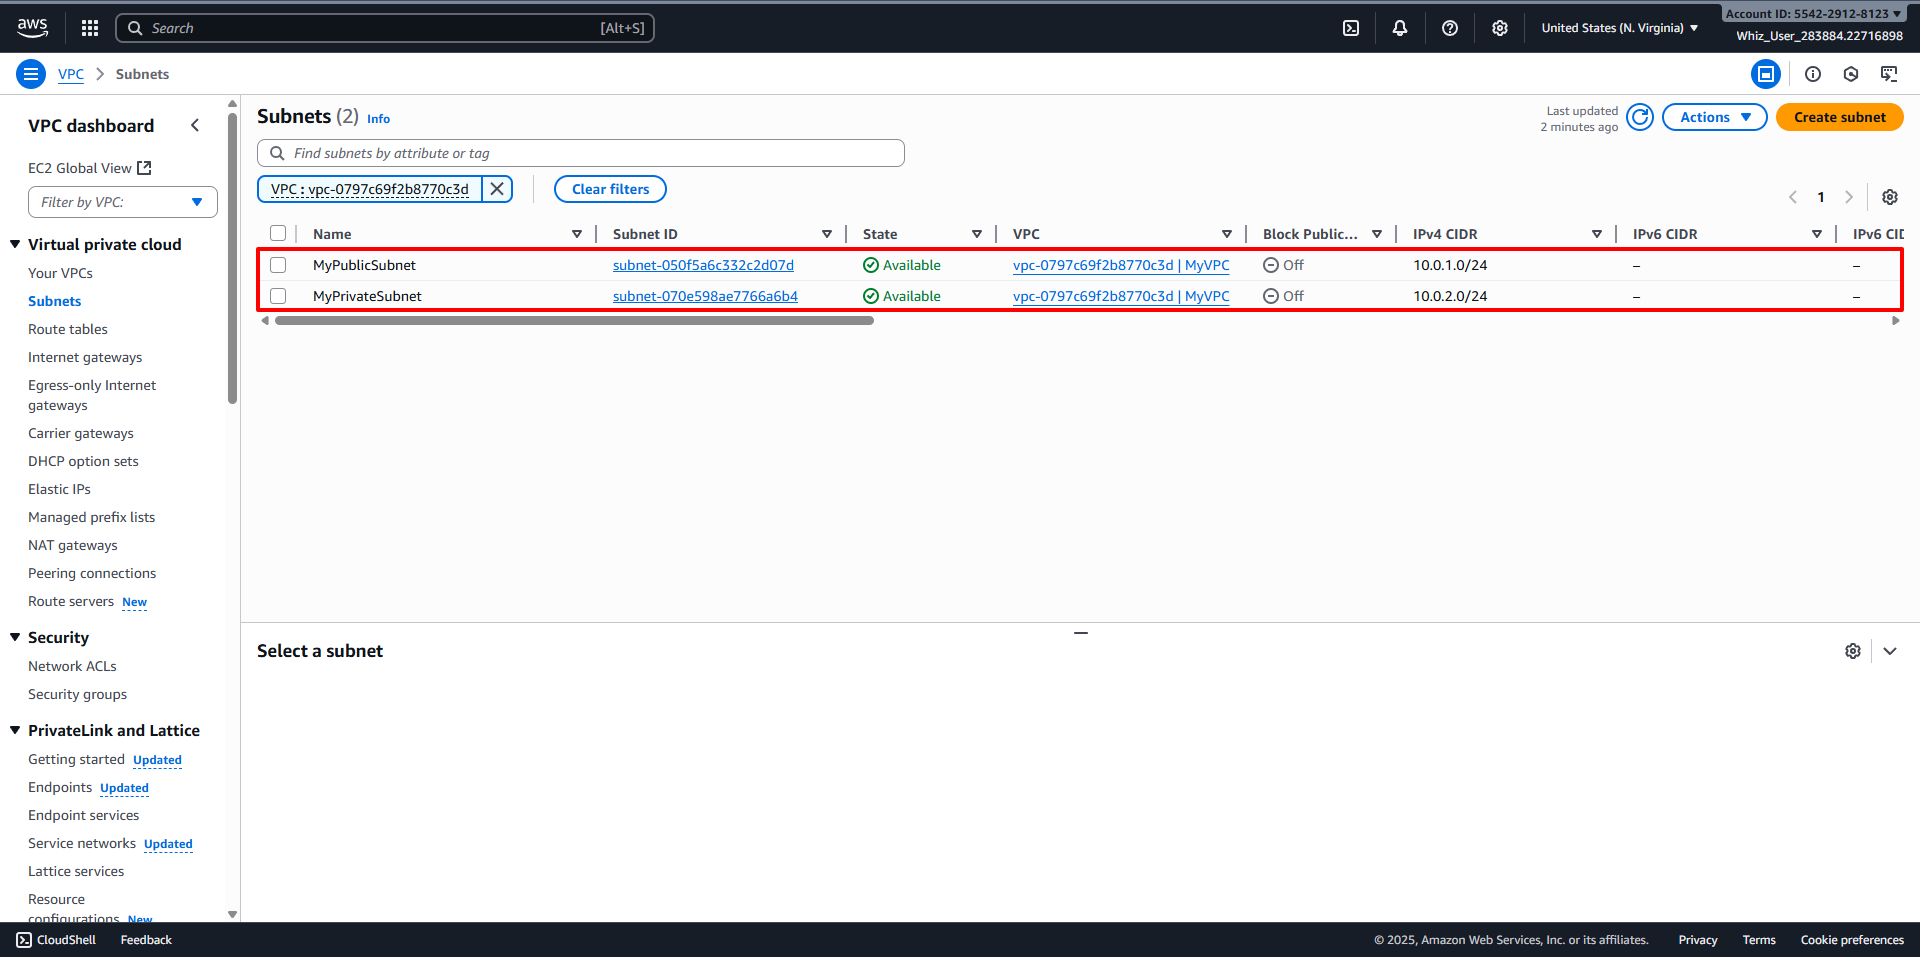 aws
Search [Alt+S]
United States (N. Virginia)
Account ID: 5542-2912-8123
Whiz_User_283884.22716898
VPC > Subnets
VPC dashboard
EC2 Global View
Filter by VPC:
Virtual private cloud
Your VPCs
Subnets
Route tables
Internet gateways
Egress-only Internet
gateways
Carrier gateways
DHCP option sets
Elastic IPs
Managed prefix lists
NAT gateways
Peering connections
Route servers New
Security
Network ACLs
Security groups
PrivateLink and Lattice
Getting started Updated
Endpoints Updated
Endpoint services
Service networks Updated
Lattice services
Resource
configurations New
Subnets (2) Info
Last updated
2 minutes ago
Actions
Create subnet
Find subnets by attribute or tag
VPC : vpc-0797c69f2b8770c3d
Clear filters
1
Name Subnet ID State VPC Block Public... IPv4 CIDR IPv6 CIDR IPv6 CID
MyPublicSubnet subnet-050f5a6c332c2d07d Available vpc-0797c69f2b8770c3d | MyVPC Off 10.0.1.0/24 – –
MyPrivateSubnet subnet-070e598ae7766a6b4 Available vpc-0797c69f2b8770c3d | MyVPC Off 10.0.2.0/24 – –
Select a subnet
CloudShell Feedback
© 2025, Amazon Web Services, Inc. or its affiliates. Privacy Terms Cookie preferences